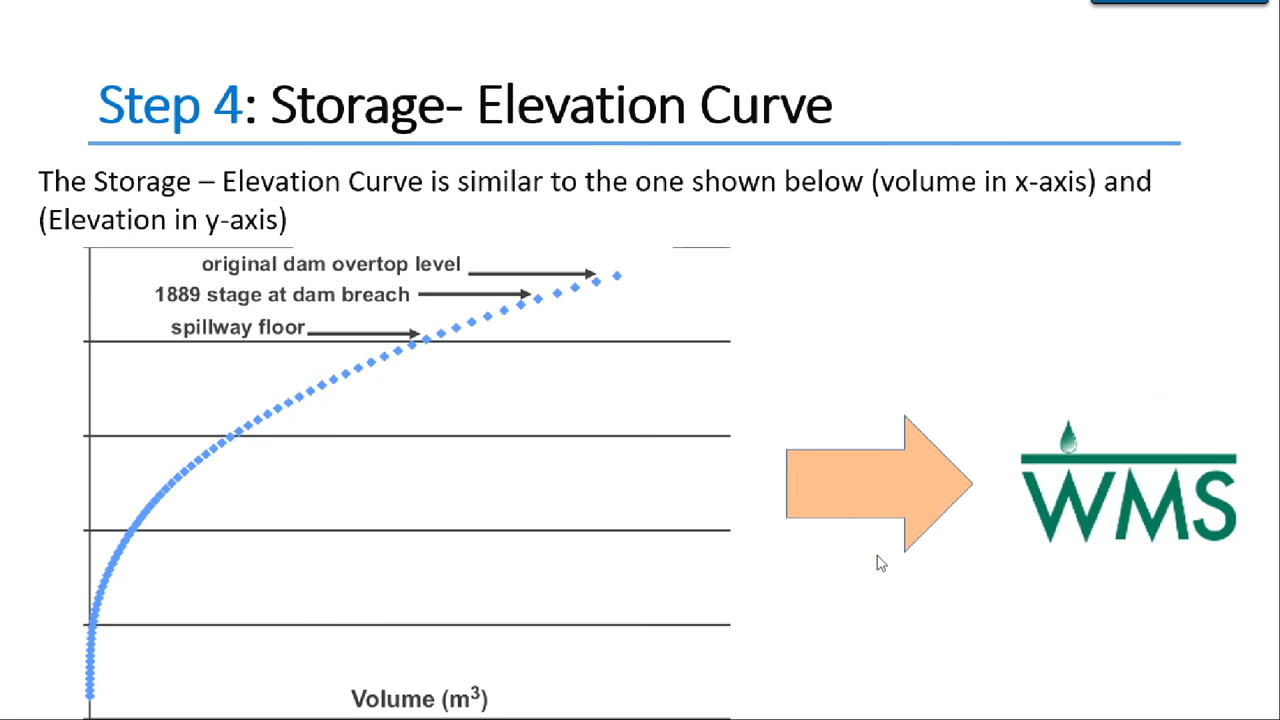 Step 4: Storage- Elevation Curve
The Storage – Elevation Curve is similar to the one shown below (volume in x-axis) and
(Elevation in y-axis)
original dam overtop level
1889 stage at dam breach
spillway floor
WMS
Volume (m³)